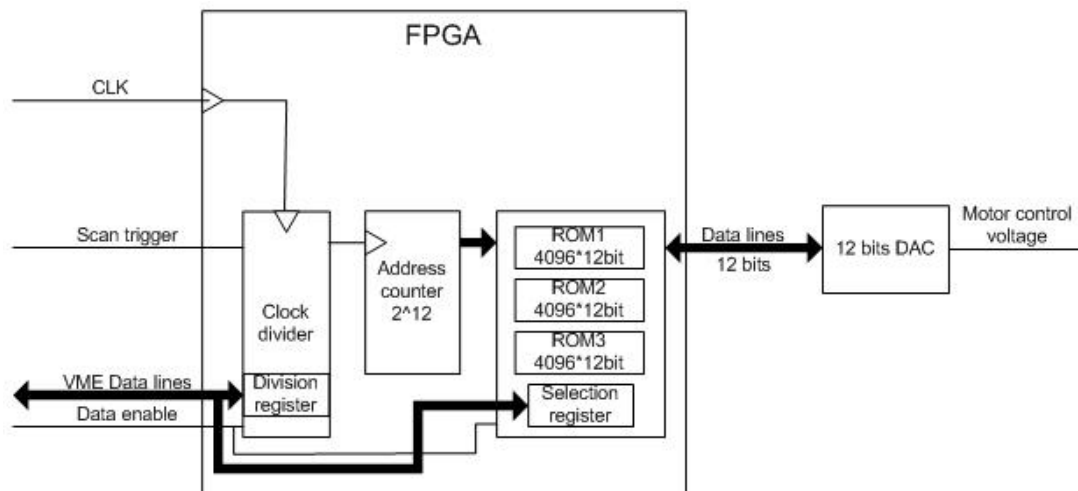 FPGA
CLK
Scan trigger
Clock
divider
Division
register
VME Data lines
Data enable
Address
counter
2^12
ROM1
4096*12bit
ROM2
4096*12bit
ROM3
4096*12bit
Selection
register
Data lines
12 bits
12 bits DAC
Motor control
voltage